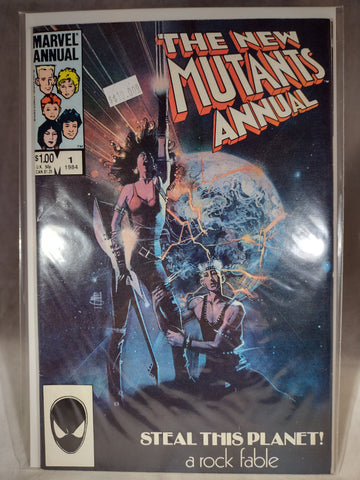 MARVEL
ANNUAL
$1.00
1
1984
THE NEW
MUTANTS
ANNUAL
STEAL THIS PLANET!
a rock fable